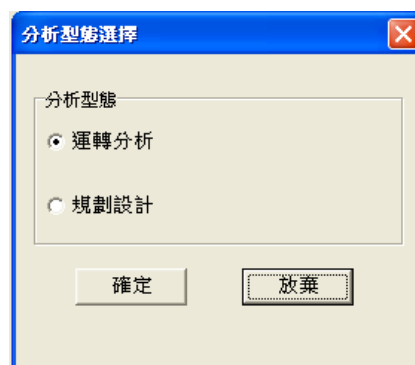 分析型態選擇
分析型態
運轉分析
規劃設計
確定
放棄